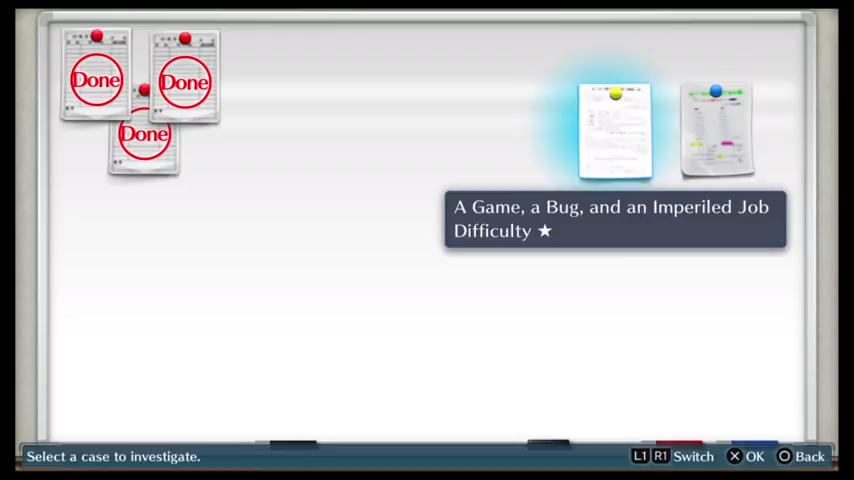 Done
Done
Done
A Game, a Bug, and an Imperiled Job
Difficulty ★
Select a case to investigate.
L1 R1 Switch OK Back